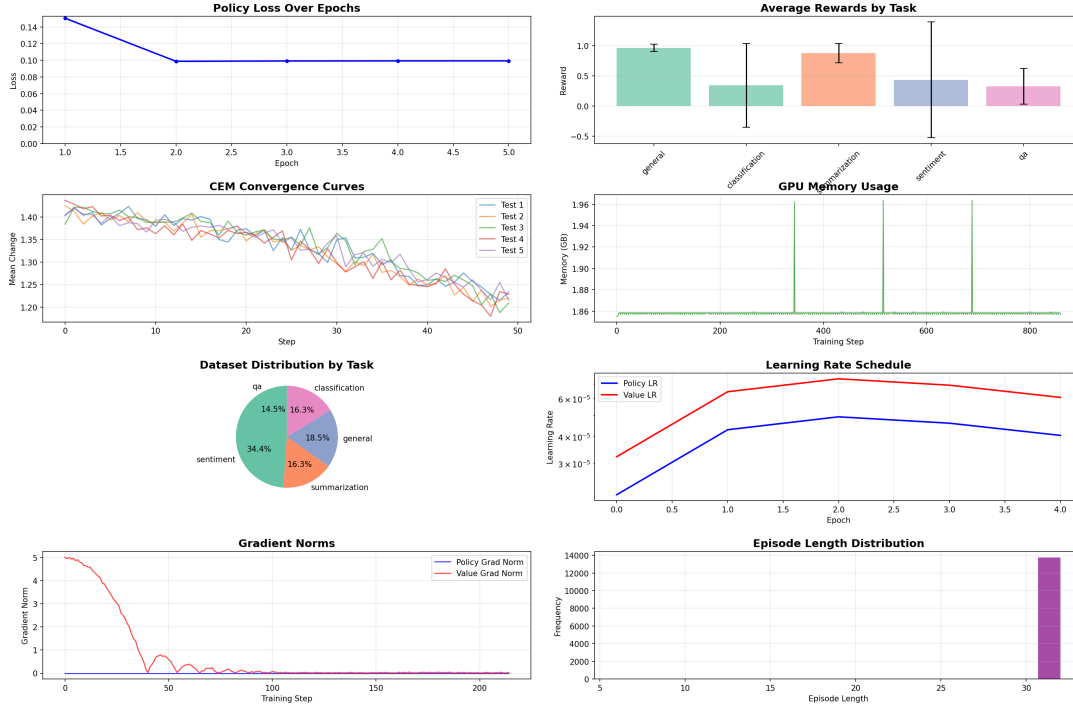 Policy Loss Over Epochs
0.14
0.12
0.10
0.08
0.06
0.04
0.02
0.00
Loss
1.0 1.5 2.0 2.5 3.0 3.5 4.0 4.5 5.0
Epoch
Average Rewards by Task
1.0
0.5
0.0
−0.5
Reward
general
classification
summarization
sentiment
qa
CEM Convergence Curves
1.40
1.35
1.30
1.25
1.20
Mean Change
Test 1
Test 2
Test 3
Test 4
Test 5
0 10 20 30 40 50
Step
GPU Memory Usage
1.96
1.94
1.92
1.90
1.88
1.86
Memory (GB)
0 200 400 600 800
Training Step
Dataset Distribution by Task
qa
classification
14.5%
16.3%
18.5%
general
34.4%
sentiment
16.3%
summarization
Learning Rate Schedule
Policy LR
Value LR
6 × 10⁻⁵
4 × 10⁻⁵
3 × 10⁻⁵
Learning Rate
0.0 0.5 1.0 1.5 2.0 2.5 3.0 3.5 4.0
Epoch
Gradient Norms
Policy Grad Norm
Value Grad Norm
5
4
3
2
1
0
Gradient Norm
0 50 100 150 200
Training Step
Episode Length Distribution
14000
12000
10000
8000
6000
4000
2000
0
Frequency
5 10 15 20 25 30
Episode Length